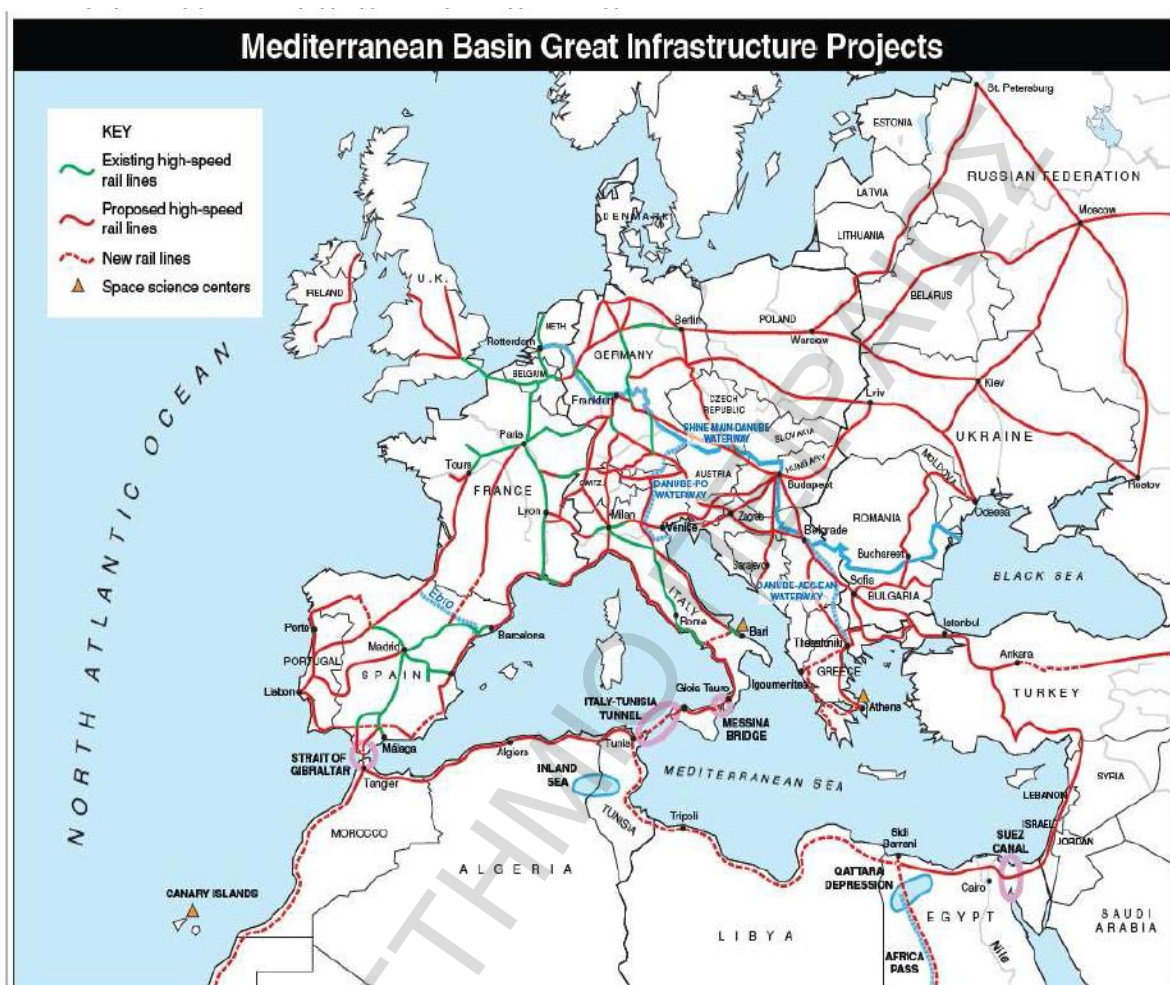 Mediterranean Basin Great Infrastructure Projects
KEY
Existing high-speed
rail lines
Proposed high-speed
rail lines
New rail lines
Space science centers
St. Petersburg
ESTONIA
RUSSIAN FEDERATION
LATVIA
Moscow
DENMARK
LITHUANIA
U.K.
IRELAND
BELARUS
NETH.
Berlin
POLAND
Warsaw
Rotterdam
GERMANY
BELGIUM
Kiev
Frankfurt
CZECH
REPUBLIC
Lviv
RHINE-MAIN-DANUBE
WATERWAY
SLOVAKIA
UKRAINE
Paris
Tours
AUSTRIA
HUNGARY
MOLDOVA
Budapest
Rostov
FRANCE
SWITZ.
DANUBE-PO
WATERWAY
Lyon
Milan
Venice
Zagreb
ROMANIA
Odessa
Belgrade
Bucharest
Sarajevo
BLACK SEA
DANUBE-AEGEAN
WATERWAY
Sofia
BULGARIA
Ebro
ITALY
Rome
Bari
Istanbul
Porto
Barcelona
Madrid
PORTUGAL
SPAIN
Thessaloniki
Ankara
GREECE
TURKEY
Lisbon
Gioia Tauro
Igoumenites
Athens
ITALY-TUNISIA
TUNNEL
MESSINA
BRIDGE
Málaga
STRAIT OF
GIBRALTAR
Algiers
Tunis
Tangier
INLAND
SEA
MEDITERRANEAN SEA
SYRIA
LEBANON
TUNISIA
Tripoli
ISRAEL
MOROCCO
Sidi
Barrani
SUEZ
CANAL
JORDAN
ALGERIA
QATTARA
DEPRESSION
Cairo
CANARY ISLANDS
EGYPT
SAUDI
ARABIA
LIBYA
Nile
AFRICA
PASS
NORTH ATLANTIC OCEAN